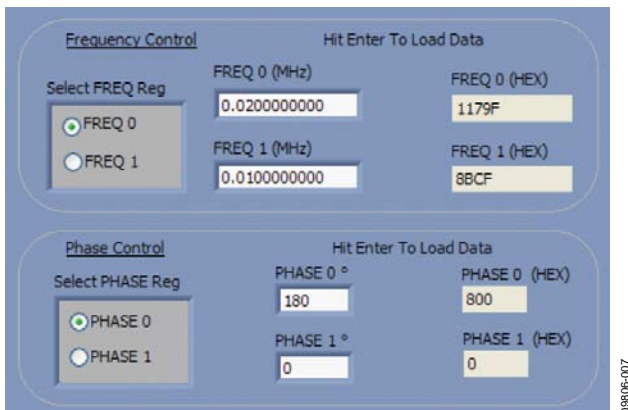 Frequency Control
Hit Enter To Load Data
Select FREQ Reg
FREQ 0
FREQ 1
FREQ 0 (MHz)
0.0200000000
FREQ 0 (HEX)
1179F
FREQ 1 (MHz)
0.0100000000
FREQ 1 (HEX)
8BCF
Phase Control
Hit Enter To Load Data
Select PHASE Reg
PHASE 0
PHASE 1
PHASE 0 °
180
PHASE 0 (HEX)
800
PHASE 1 °
0
PHASE 1 (HEX)
0